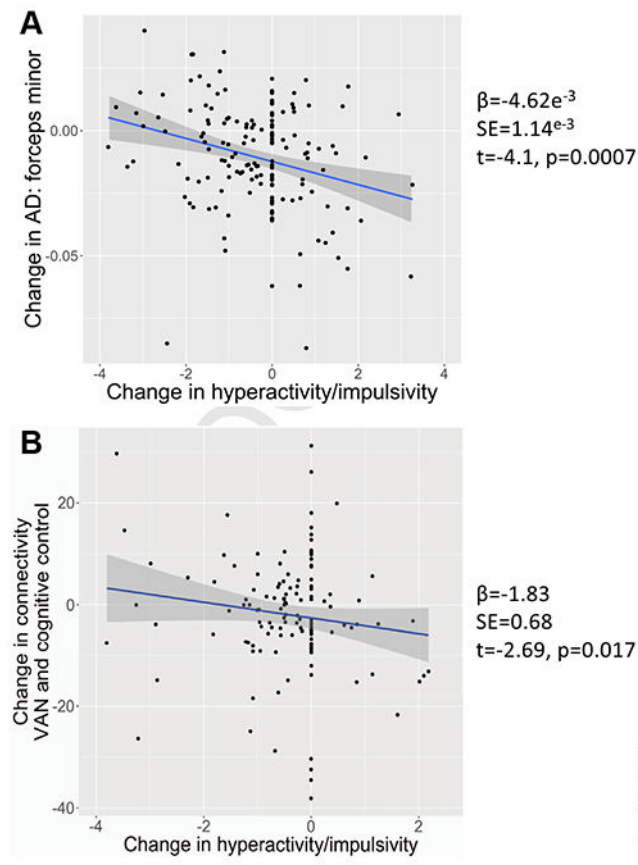 A
Change in AD: forceps minor
0.00
-0.05
-4
-2
0
2
4
Change in hyperactivity/impulsivity
β=-4.62e⁻³
SE=1.14e⁻³
t=-4.1, p=0.0007
B
Change in connectivity
VAN and cognitive control
20
0
-20
-40
-4
-2
0
2
Change in hyperactivity/impulsivity
β=-1.83
SE=0.68
t=-2.69, p=0.017